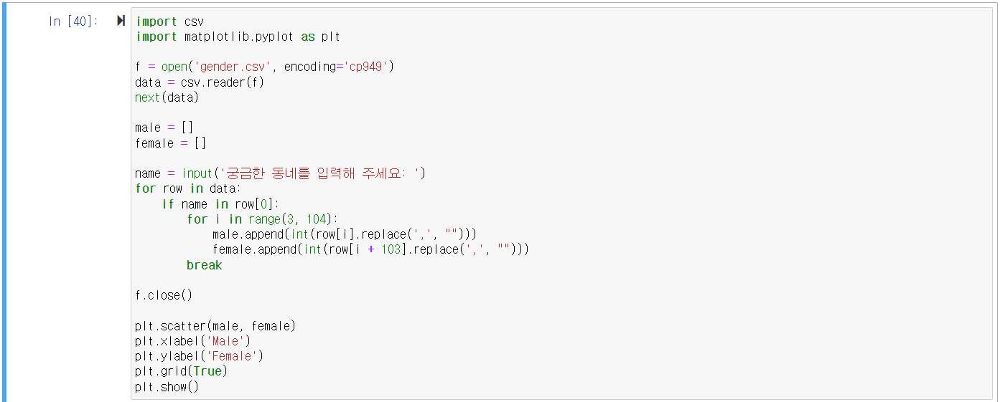 In [40]:
import csv
import matplotlib.pyplot as plt
f = open('gender.csv', encoding='cp949')
data = csv.reader(f)
next(data)
male = []
female = []
name = input('궁금한 동네를 입력해 주세요: ')
for row in data:
    if name in row[0]:
        for i in range(3, 104):
            male.append(int(row[i].replace(',', "")))
            female.append(int(row[i + 103].replace(',', "")))
        break
f.close()
plt.scatter(male, female)
plt.xlabel('Male')
plt.ylabel('Female')
plt.grid(True)
plt.show()